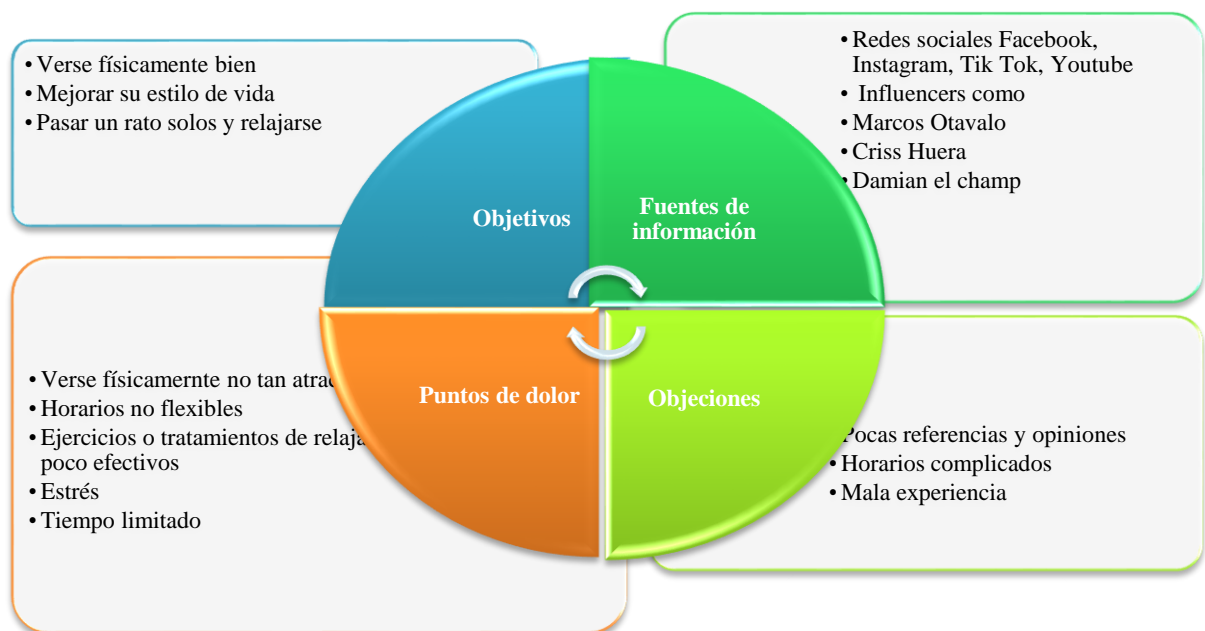 • Verse físicamente bien
• Mejorar su estilo de vida
• Pasar un rato solos y relajarse
• Redes sociales Facebook,
Instagram, Tik Tok, Youtube
• Influencers como
• Marcos Otavalo
• Criss Huera
• Damian el champ
Objetivos
Fuentes de
información
Puntos de dolor
Objeciones
• Verse físicamernte no tan
• Horarios no flexibles
• Ejercicios o tratamientos de
poco efectivos
• Estrés
• Tiempo limitado
Pocas referencias y opiniones
• Horarios complicados
• Mala experiencia